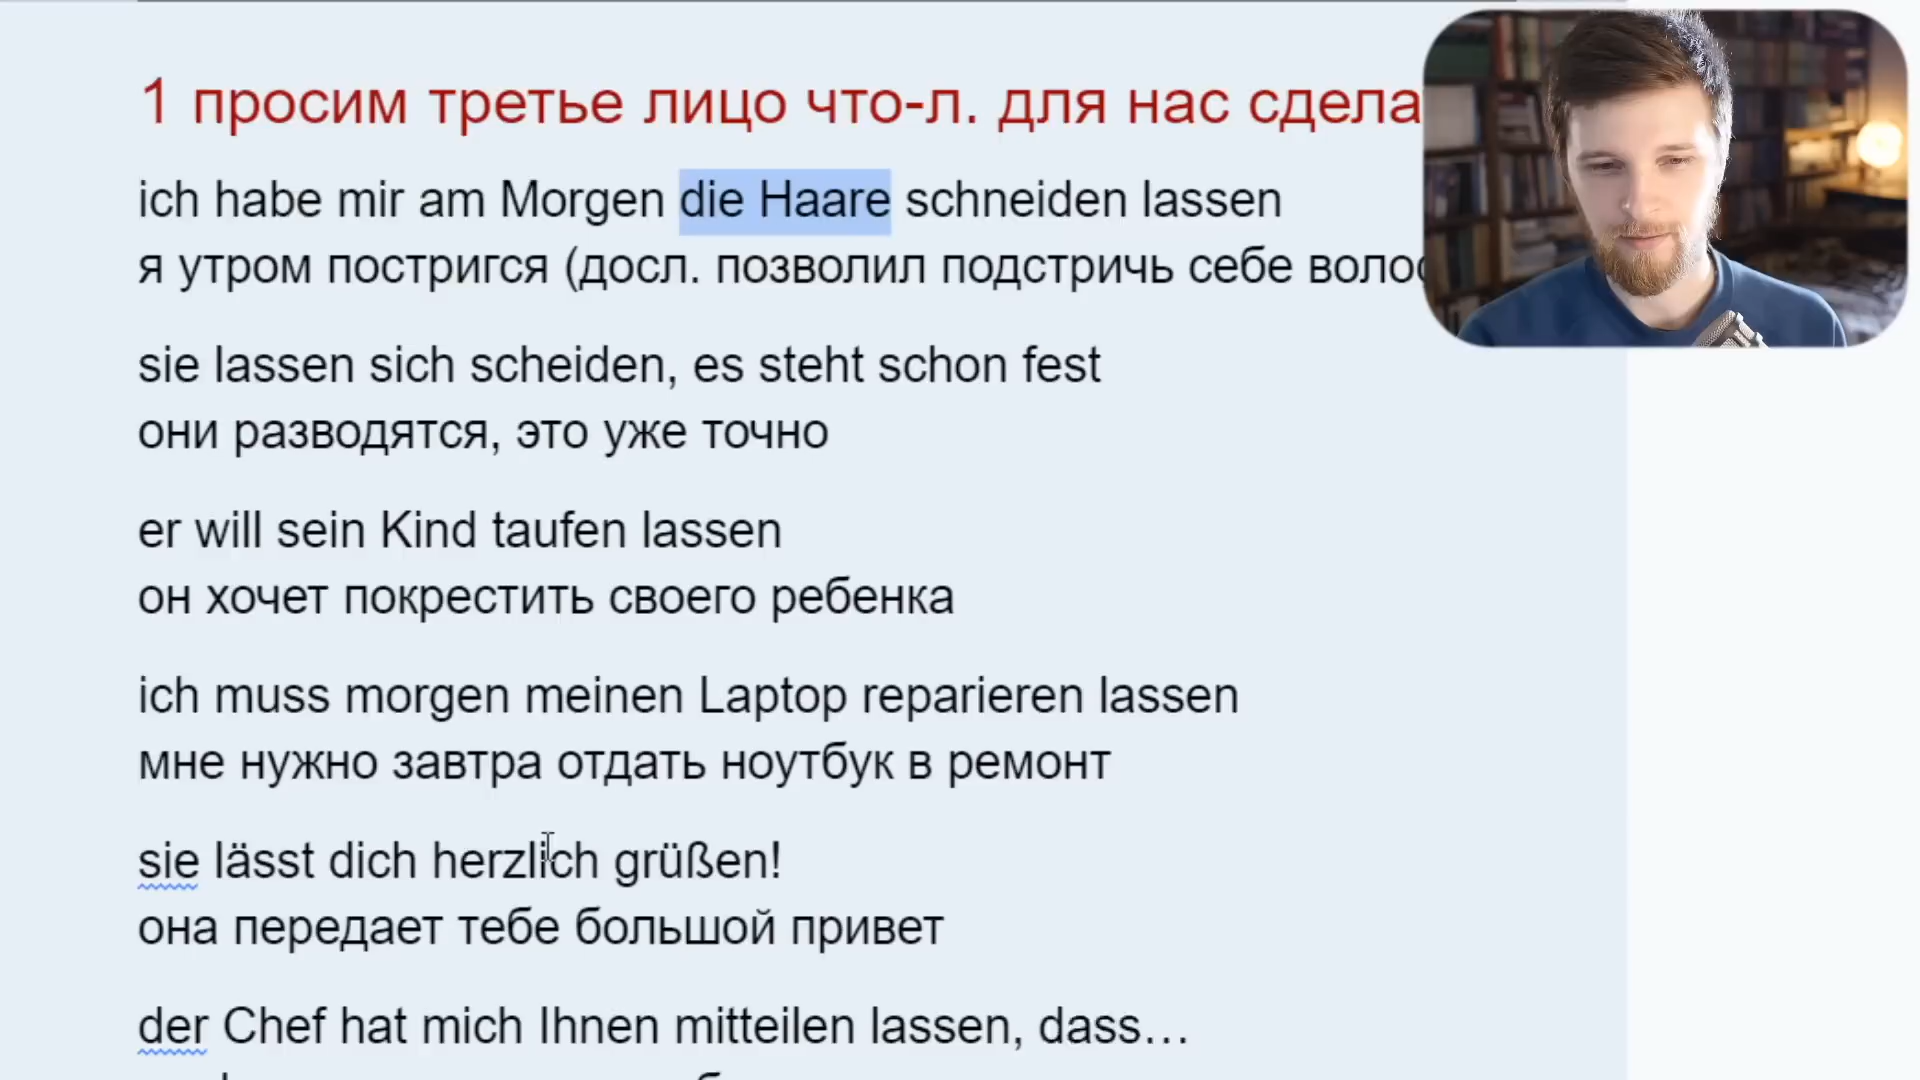 1 просим третье лицо что-л. для нас
ich habe mir am Morgen die Haare schneiden lassen
я утром постригся (досл. позволил подстричь себе
sie lassen sich scheiden, es steht schon fest
они разводятся, это уже точно
er will sein Kind taufen lassen
он хочет покрестить своего ребенка
ich muss morgen meinen Laptop reparieren lassen
мне нужно завтра отдать ноутбук в ремонт
sie lässt dich herzlich grüßen!
она передает тебе большой привет
der Chef hat mich Ihnen mitteilen lassen, dass…